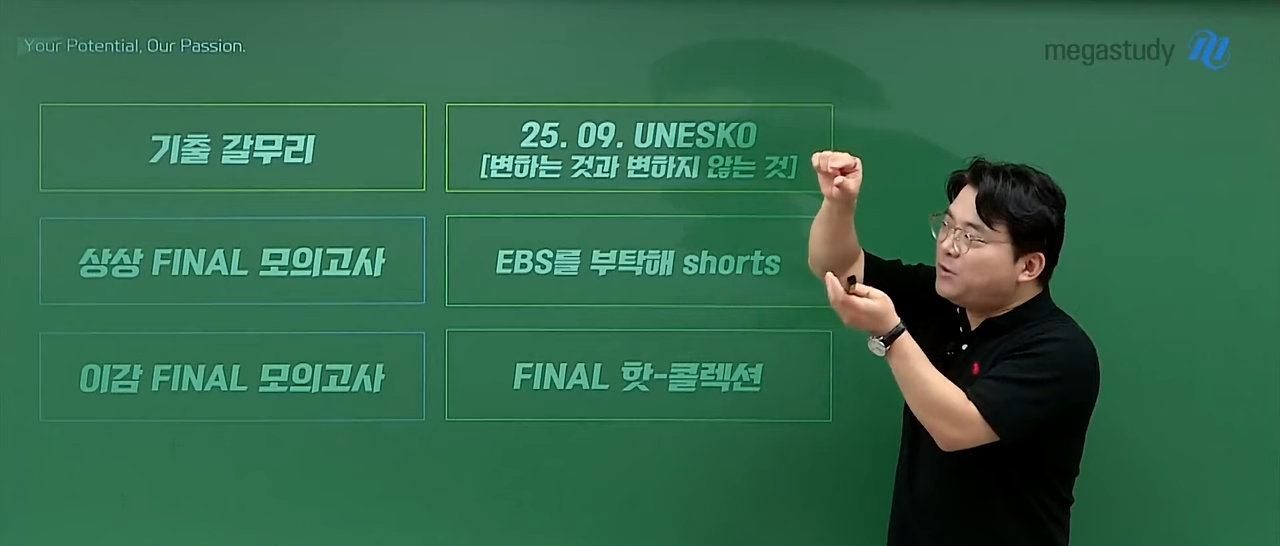 Your Potential, Our Passion.
megastudy
기출 갈무리
25. 09. UNESKO
[변하는 것과 변하지 않는 것]
상상 FINAL 모의고사
EBS를 부탁해 shorts
이감 FINAL 모의고사
FINAL 핫-콜렉션